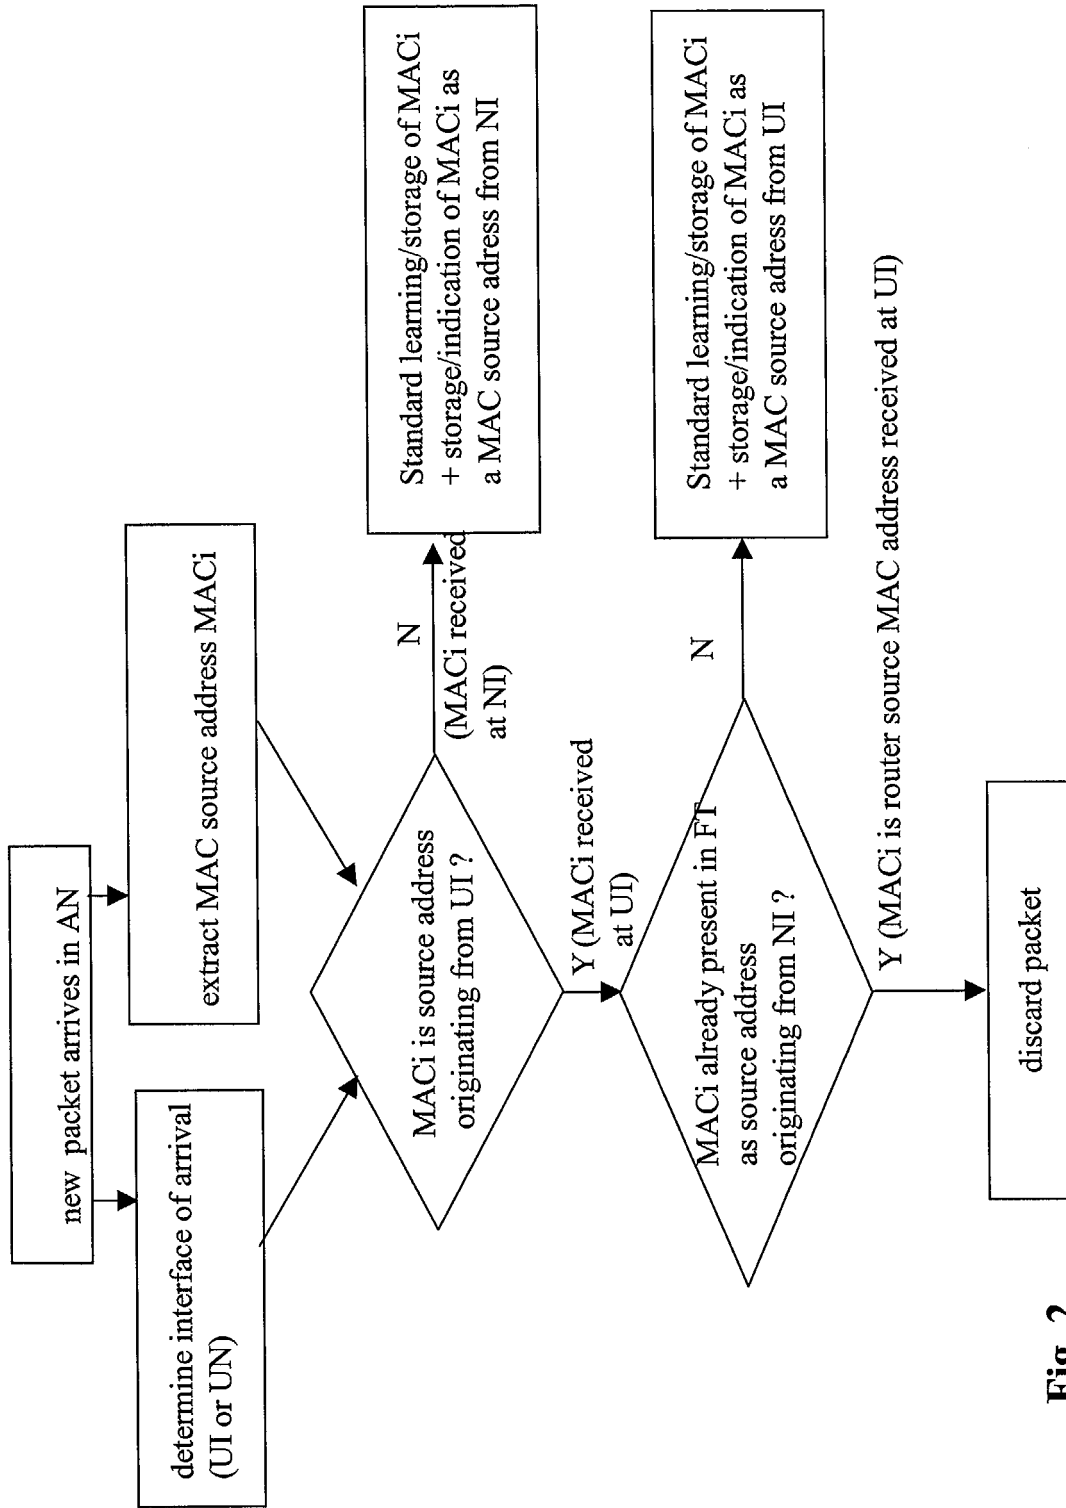 new packet arrives in AN
determine interface of arrival
(UI or UN)
extract MAC source address MACi
MACi is source address
originating from UI ?
N
(MACi received
at NI)
Standard learning/storage of MACi
+ storage/indication of MACi as
a MAC source adress from NI
Y (MACi received
at UI)
MACi already present in FT
as source address
originating from NI ?
N
Standard learning/storage of MACi
+ storage/indication of MACi as
a MAC source adress from UI
Y (MACi is router source MAC address received at UI)
discard packet
Fig. 2